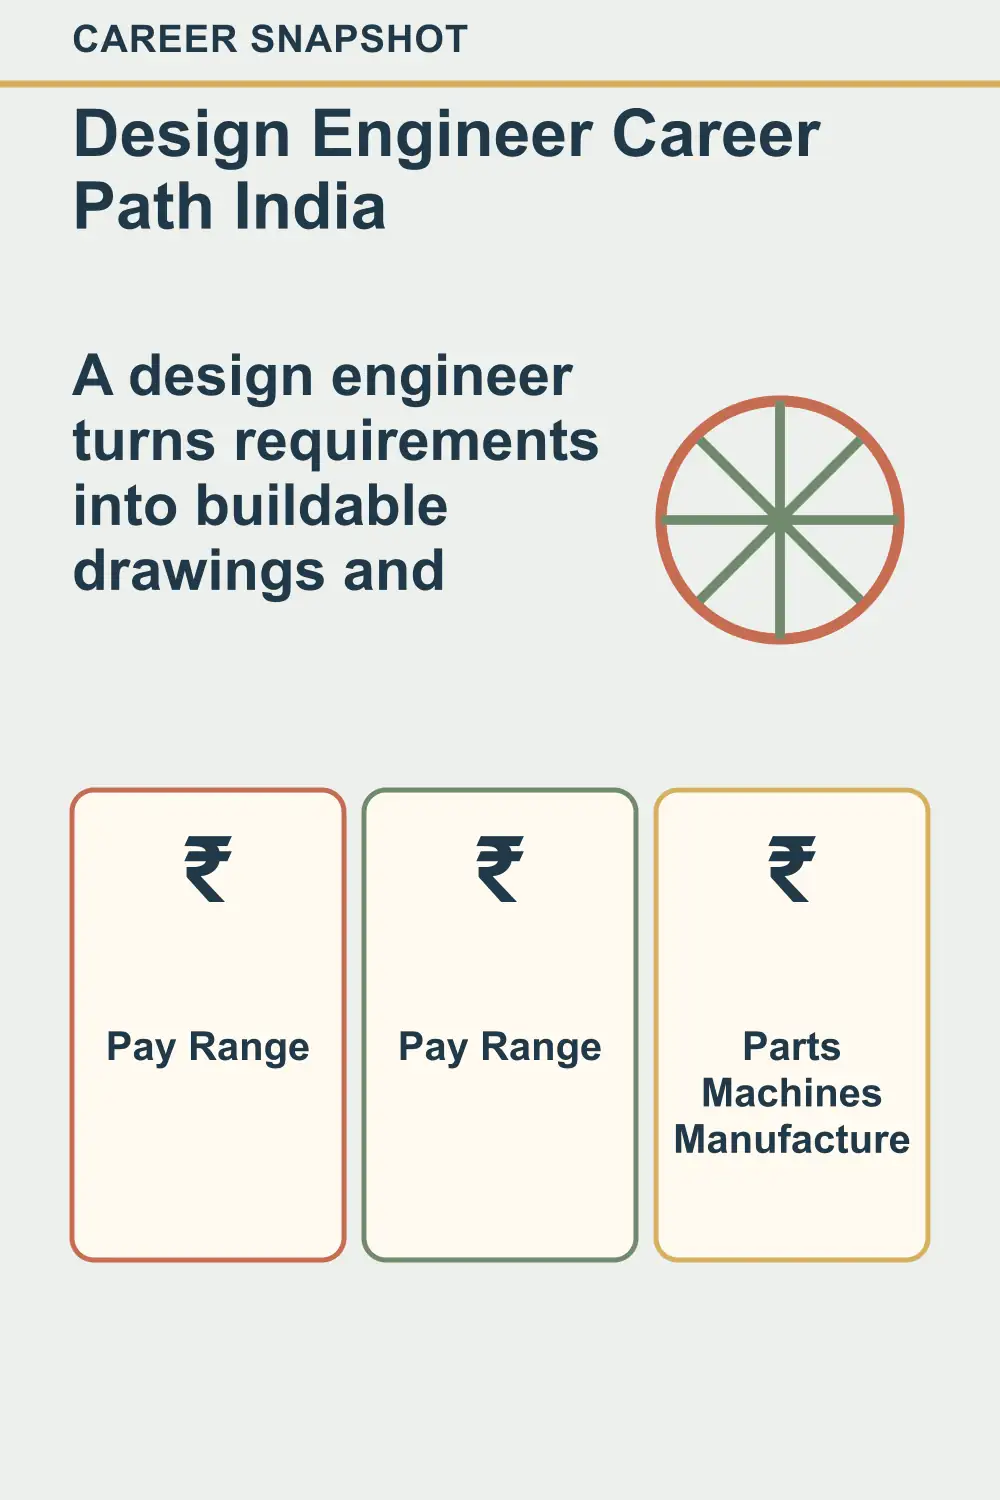 CAREER SNAPSHOT
Design Engineer Career
Path India
A design engineer
turns requirements
into buildable
drawings and
₹
Pay Range
₹
Pay Range
₹
Parts
Machines
Manufacture